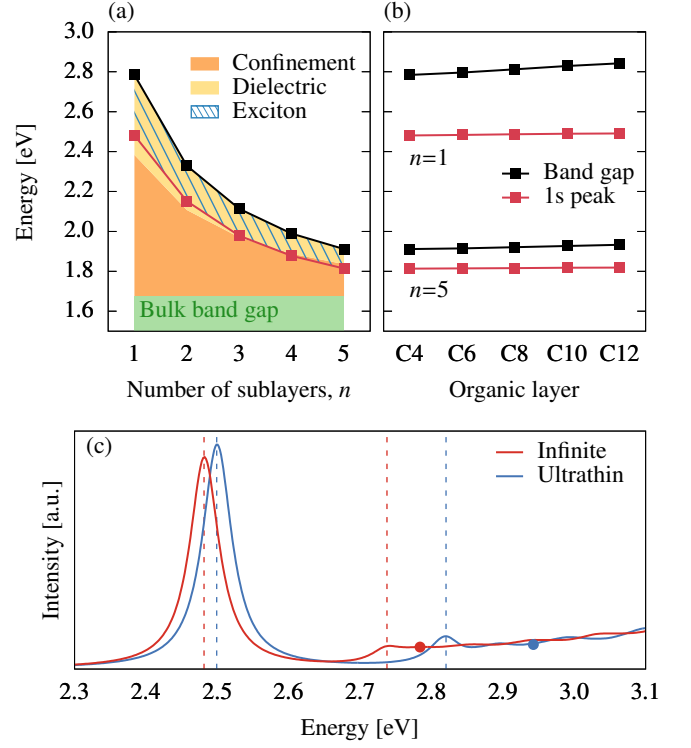 (a)
Confinement
Dielectric
Exciton
Bulk band gap
3.0
2.8
2.6
2.4
2.2
2.0
1.8
1.6
Energy [eV]
1 2 3 4 5
Number of sublayers, n
(b)
n=1
Band gap
1s peak
n=5
C4 C6 C8 C10 C12
Organic layer
(c)
Infinite
Ultrathin
Intensity [a.u.]
2.3 2.4 2.5 2.6 2.7 2.8 2.9 3.0 3.1
Energy [eV]